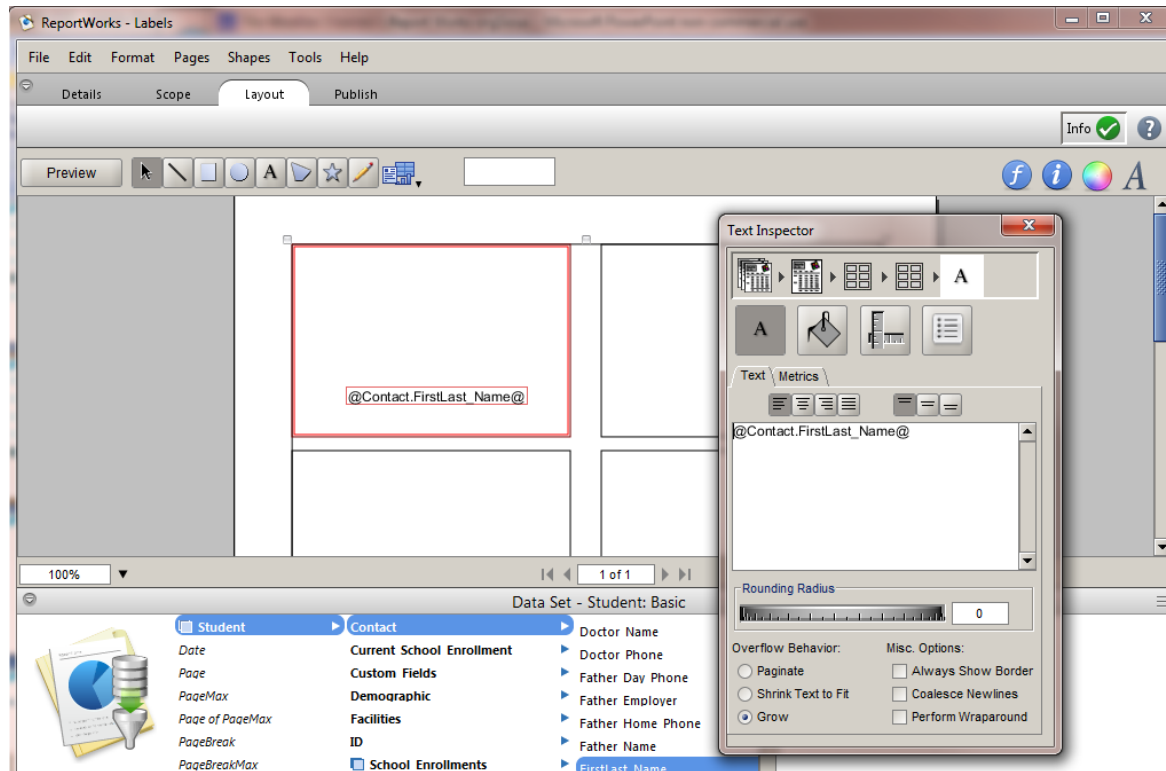 ReportWorks - Labels
File Edit Format Pages Shapes Tools Help
Details Scope Layout Publish
Info
?
Preview
A
f i A
Text Inspector
A
A
Text Metrics
@Contact.FirstLast_Name@
@Contact.FirstLast_Name@
100%
1 of 1
Rounding Radius
0
Data Set - Student: Basic
Student
Date
Page
PageMax
Page of PageMax
PageBreak
PageBreakMax
Contact
Current School Enrollment
Custom Fields
Demographic
Facilities
ID
School Enrollments
Doctor Name
Doctor Phone
Father Day Phone
Father Employer
Father Home Phone
Father Name
FirstLast_Name
Overflow Behavior:
Paginate
Shrink Text to Fit
Grow
Misc. Options:
Always Show Border
Coalesce Newlines
Perform Wraparound